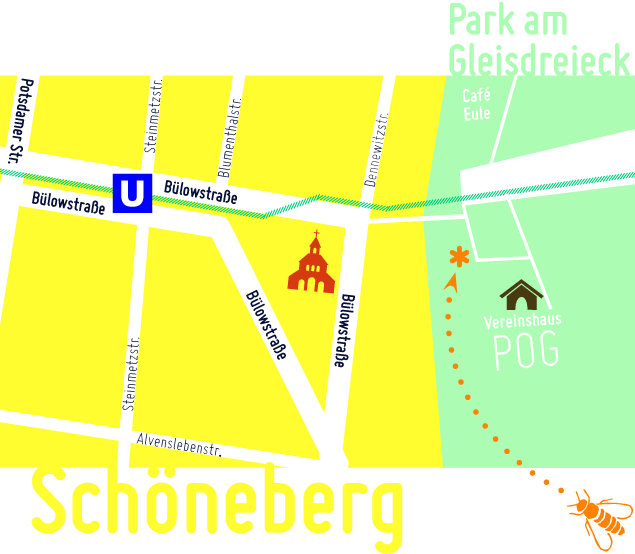 Park am
Gleisdreieck
Café
Eule
Potsdamer Str.
Steinmetzstr.
Blumenthalstr.
Dennewitzstr.
U
Bülowstraße
Bülowstraße
Bülowstraße
Bülowstraße
Vereinshaus
POG
Steinmetzstr.
Alvenslebenstr.
Schöneberg